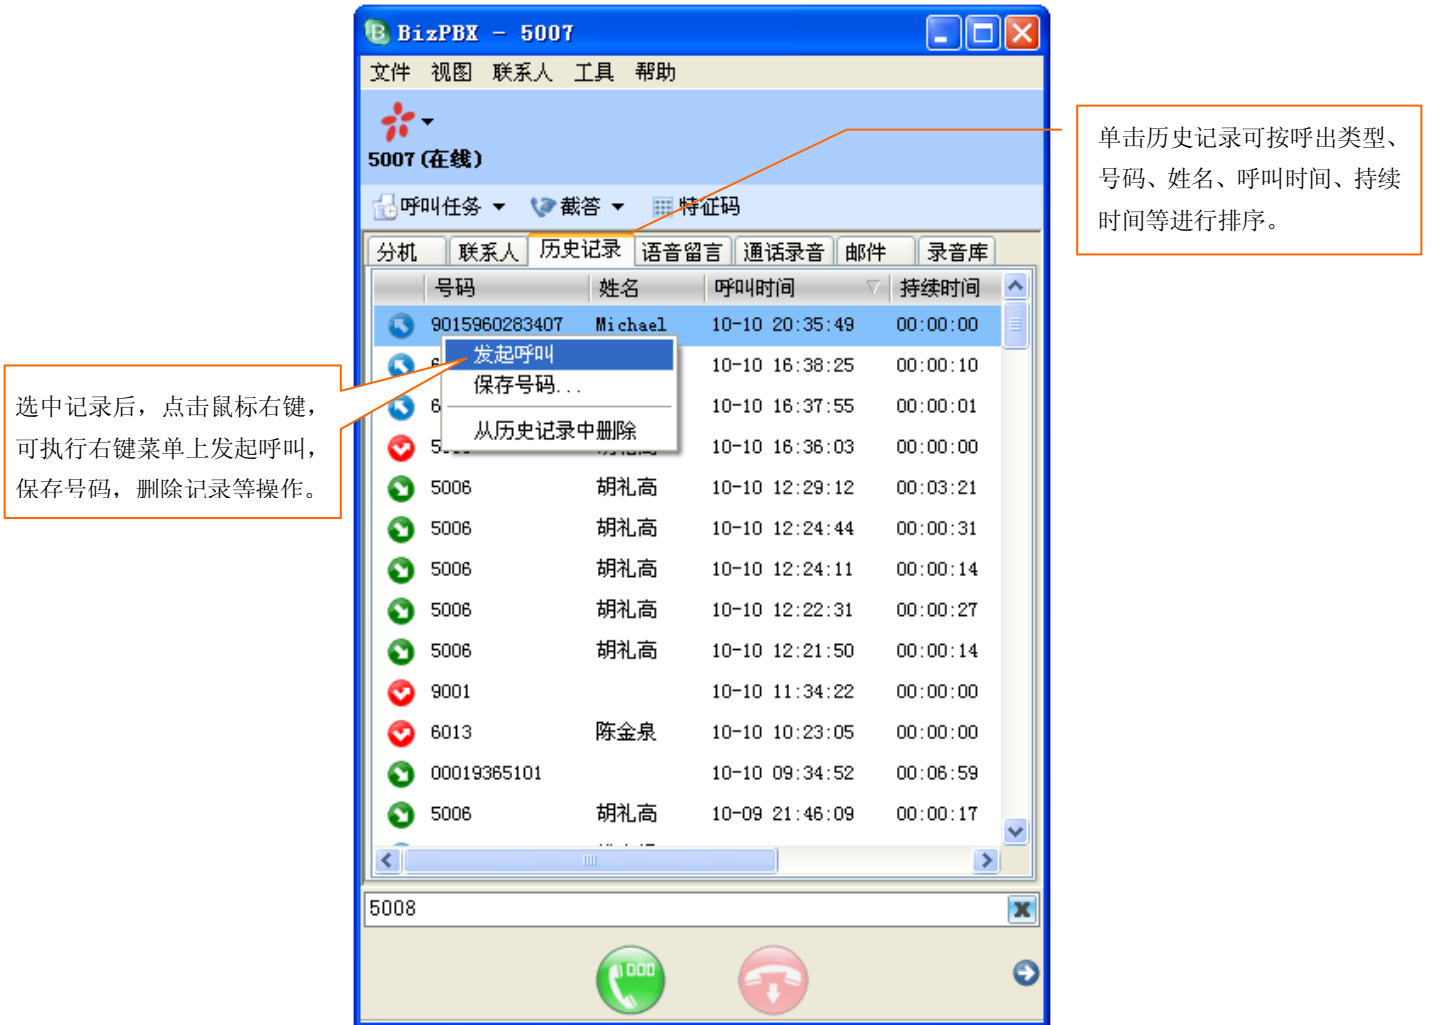 BizPBX - 5007
文件 视图 联系人 工具 帮助
5007 (在线)
呼叫任务 截答 特征码
分机 联系人 历史记录 语音留言 通话录音 邮件 录音库
号码 姓名 呼叫时间 持续时间
9015960283407 Michael 10-10 20:35:49 00:00:00
6 10-10 16:38:25 00:00:10
6 10-10 16:37:55 00:00:01
5 10-10 16:36:03 00:00:00
发起呼叫
保存号码...
从历史记录中删除
5006 胡礼高 10-10 12:29:12 00:03:21
5006 胡礼高 10-10 12:24:44 00:00:31
5006 胡礼高 10-10 12:24:11 00:00:14
5006 胡礼高 10-10 12:22:31 00:00:27
5006 胡礼高 10-10 12:21:50 00:00:14
9001 10-10 11:34:22 00:00:00
6013 陈金泉 10-10 10:23:05 00:00:00
00019365101 10-10 09:34:52 00:06:59
5006 胡礼高 10-09 21:46:09 00:00:17
5008
单击历史记录可按呼出类型、
号码、姓名、呼叫时间、持续
时间等进行排序。
选中记录后，点击鼠标右键，
可执行右键菜单上发起呼叫，
保存号码，删除记录等操作。